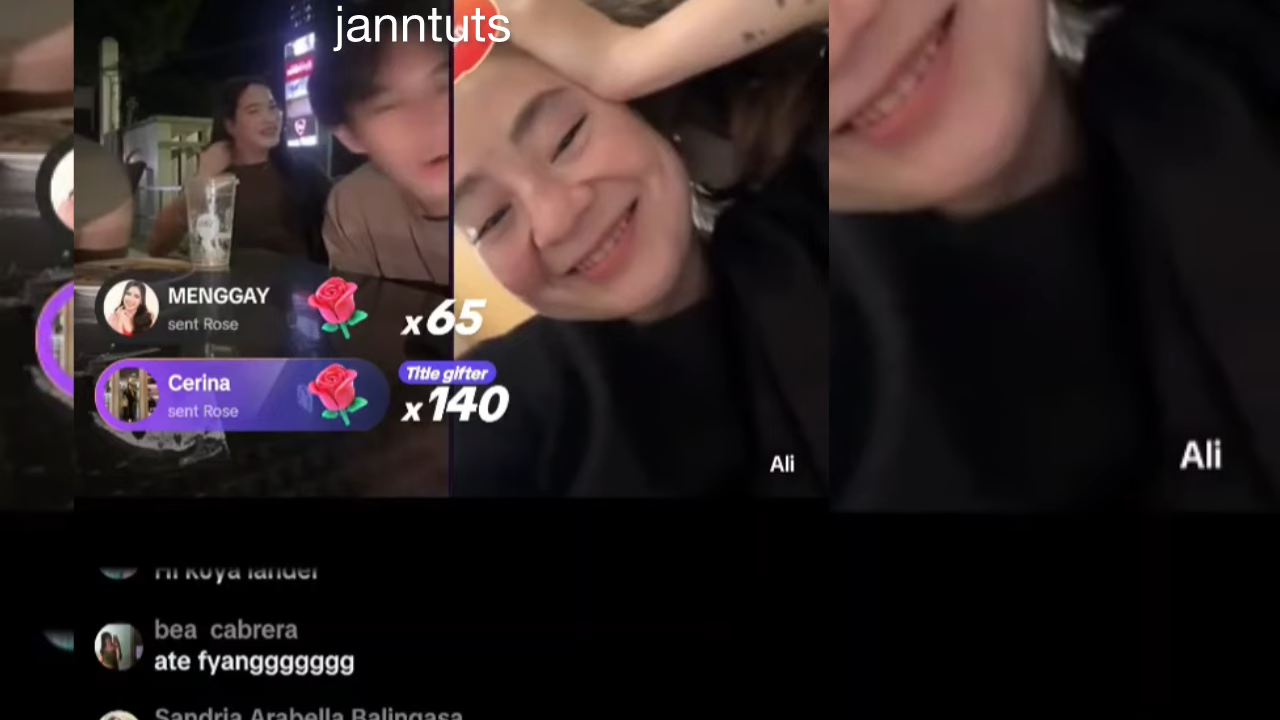 janntuts
MENGGAY
sent Rose
x65
Cerina
sent Rose
Title gifter
x140
Ali
Ali
Hi kuya lander
bea cabrera
ate fyanggggggg
Sandria Arabella Balingasa